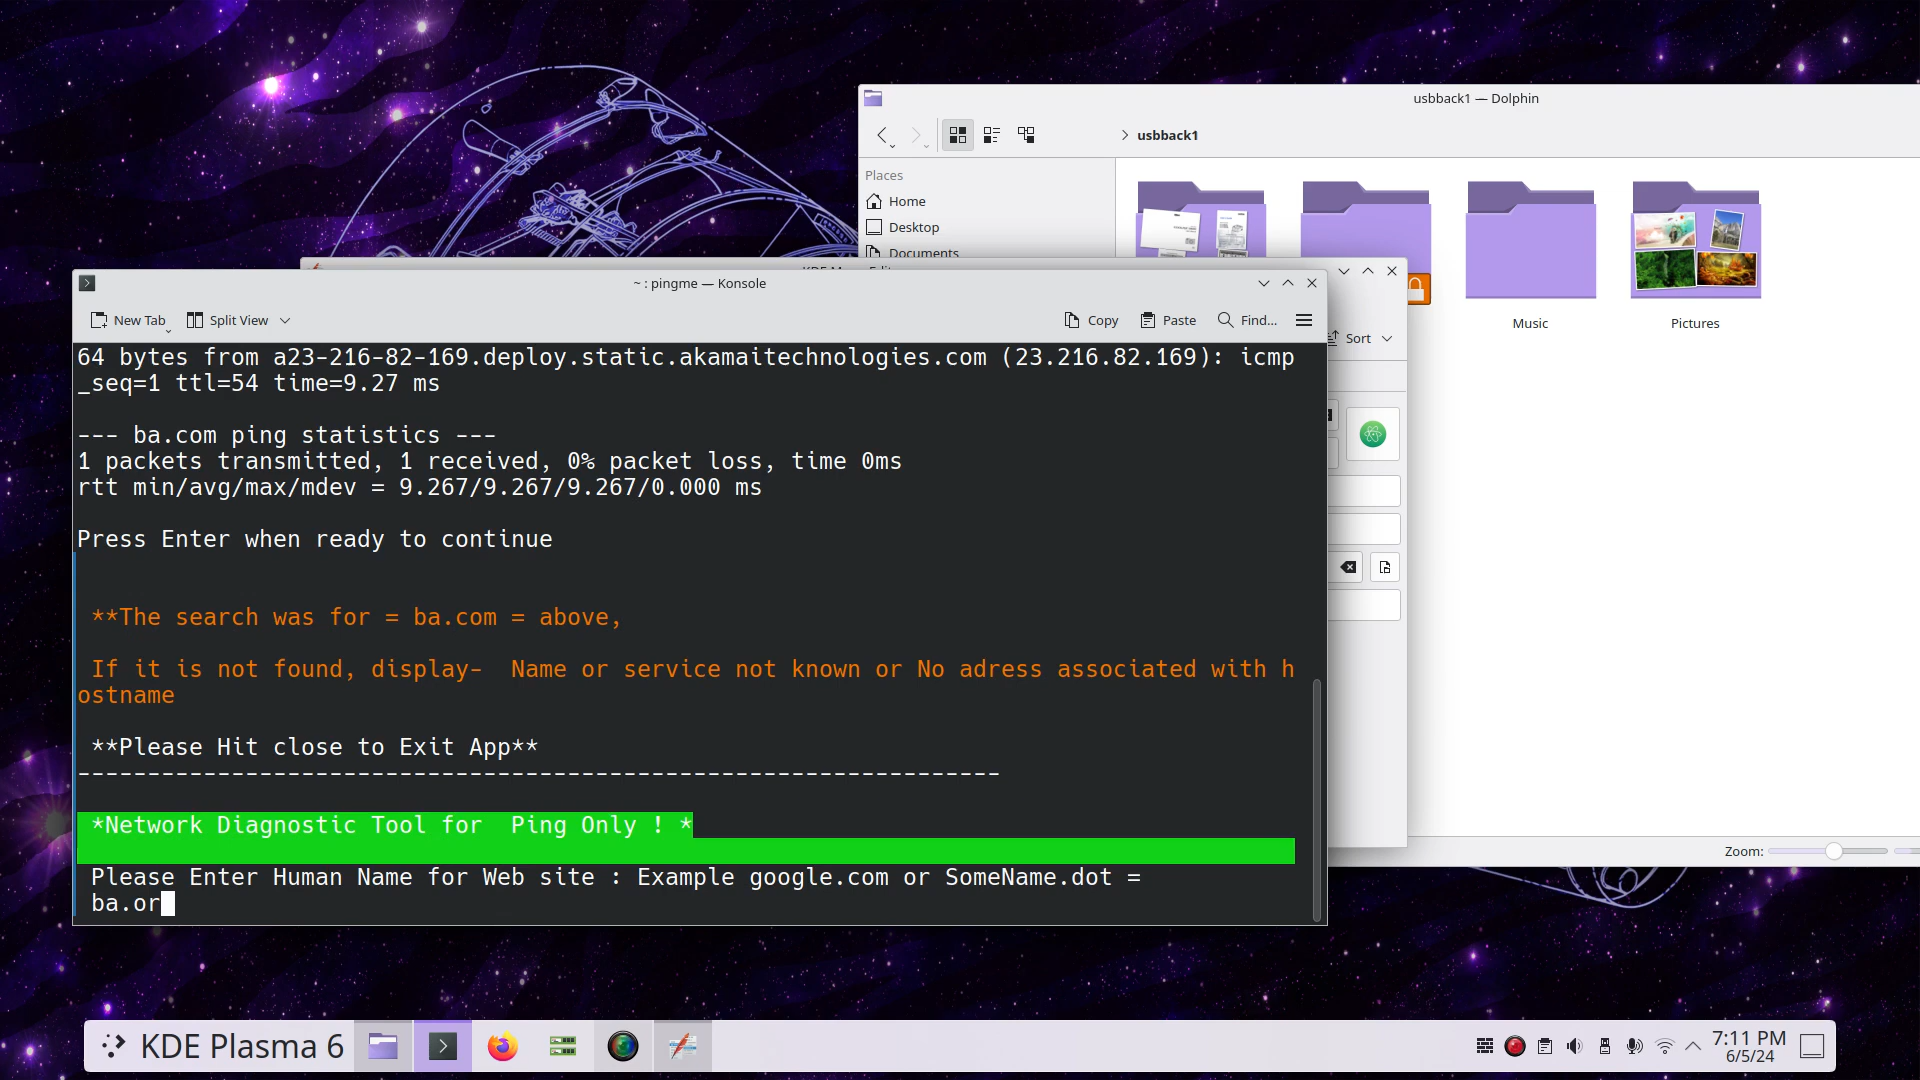 usbback1 — Dolphin
usbback1
Places
Home
Desktop
Documents
Music
Pictures
Zoom:
Sort
~ : pingme — Konsole
New Tab
Split View
Copy
Paste
Find...
64 bytes from a23-216-82-169.deploy.static.akamaitechnologies.com (23.216.82.169): icmp
_seq=1 ttl=54 time=9.27 ms
--- ba.com ping statistics ---
1 packets transmitted, 1 received, 0% packet loss, time 0ms
rtt min/avg/max/mdev = 9.267/9.267/9.267/0.000 ms
Press Enter when ready to continue
**The search was for = ba.com = above,
If it is not found, display-  Name or service not known or No adress associated with h
ostname
**Please Hit close to Exit App**
------------------------------------------------------------------
*Network Diagnostic Tool for  Ping Only ! *
Please Enter Human Name for Web site : Example google.com or SomeName.dot =
ba.or
KDE Plasma 6
7:11 PM
6/5/24